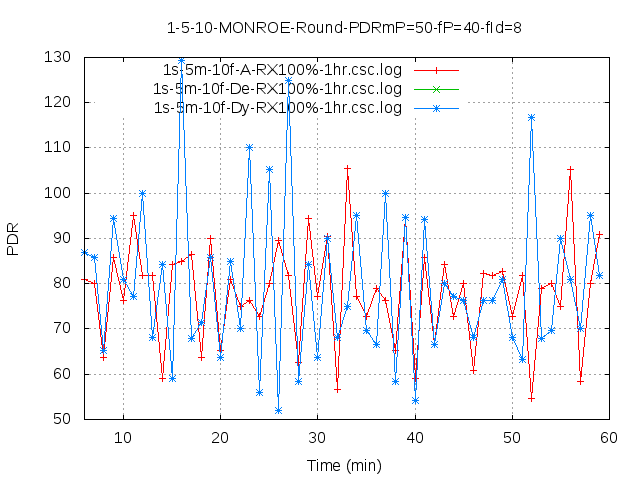 1-5-10-MONROE-Round-PDRmP=50-fP=40-fId=8
1s-5m-10f-A-RX100%-1hr.csc.log
1s-5m-10f-De-RX100%-1hr.csc.log
1s-5m-10f-Dy-RX100%-1hr.csc.log
130
120
110
100
90
80
70
60
50
PDR
10 20 30 40 50 60
Time (min)